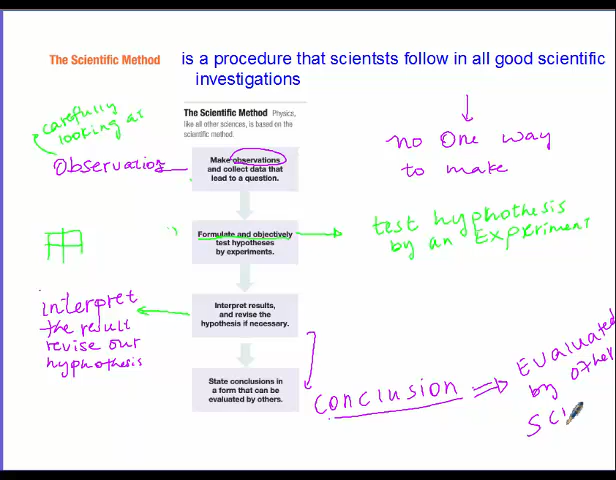 The Scientific Method is a procedure that scientsts follow in all good scientific
investigations
The Scientific Method Physics,
like all other sciences, is based on the
scientific method.
carefully
looking at
Observations
Make observations
and collect data that
lead to a question.
no One way
to make
Formulate and objectively
test hypotheses
by experiments.
test hyphothesis
by an Experiment
interpret
the result
revise our
hyphothesis
Interpret results,
and revise the
hypothesis if necessary.
State conclusions in
a form that can be
evaluated by others.
Conclusion
Evaluated
by other
SCi